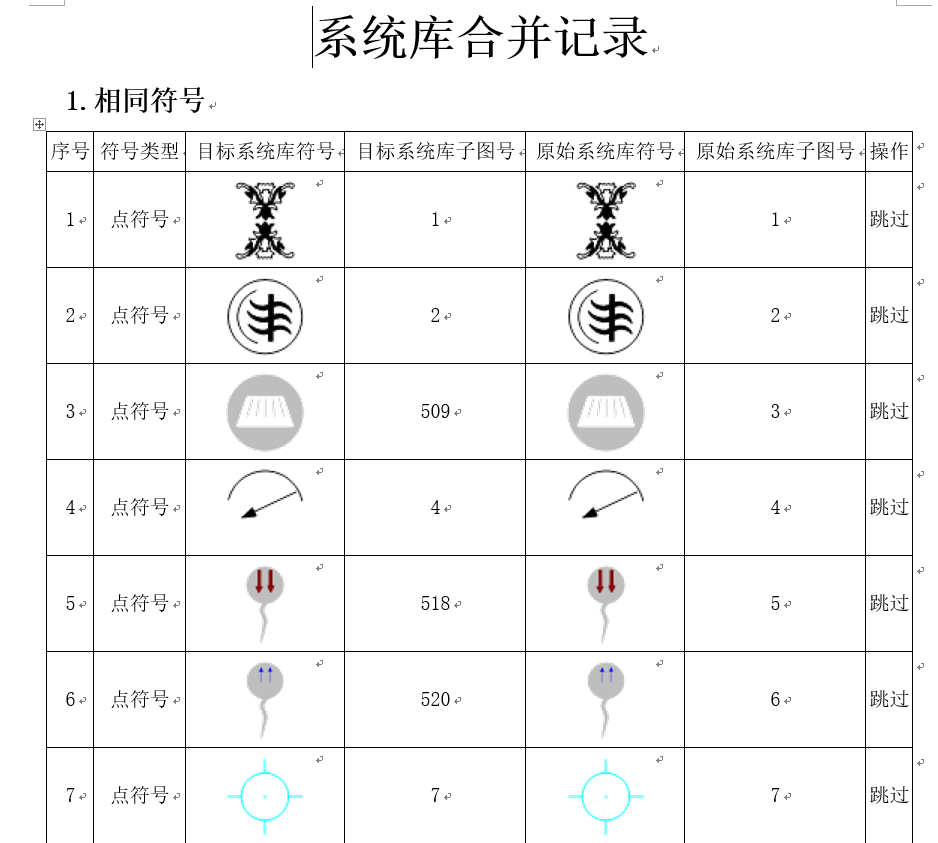 系统库合并记录
1. 相同符号
序号 符号类型 目标系统库符号 目标系统库子图号 原始系统库符号 原始系统库子图号 操作
1 点符号 1 1 跳过
2 点符号 2 2 跳过
3 点符号 509 3 跳过
4 点符号 4 4 跳过
5 点符号 518 5 跳过
6 点符号 520 6 跳过
7 点符号 7 7 跳过